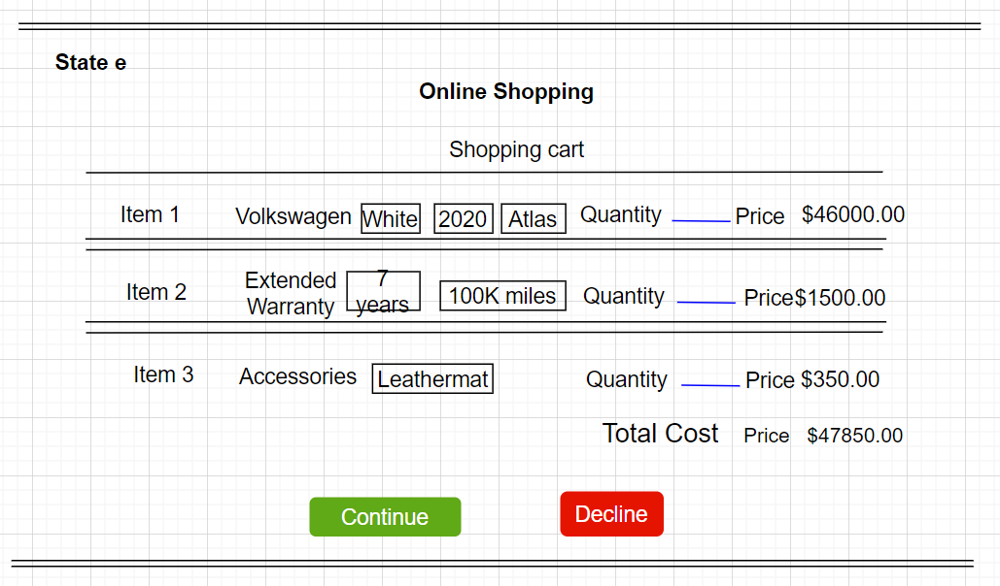 State e
Online Shopping
Shopping cart
Item 1 Volkswagen White 2020 Atlas Quantity Price $46000.00
Item 2 Extended Warranty 7 years 100K miles Quantity Price $1500.00
Item 3 Accessories Leathermat Quantity Price $350.00
Total Cost Price $47850.00
Continue Decline